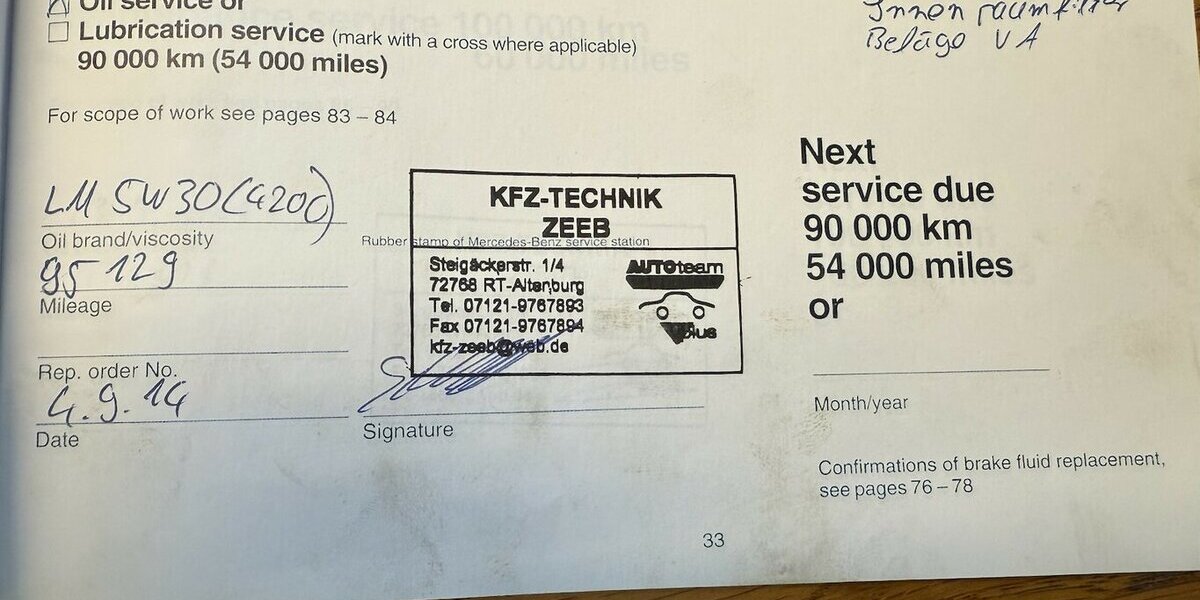 Oil service or
Lubrication service (mark with a cross where applicable)
90 000 km (54 000 miles)
For scope of work see pages 83 – 84
LM 5W30 (4200)
Oil brand/viscosity
95 129
Mileage
Rep. order No.
4.9.14
Date
KFZ-TECHNIK
ZEEB
Rubber stamp of Mercedes-Benz service station
Steigäckerstr. 1/4
72768 RT-Altenburg
Tel. 07121-9767893
Fax 07121-9767894
kfz-zeeb@web.de
AUTOteam
plus
Signature
Innenraumfilter
Beläge VA
Next
service due
90 000 km
54 000 miles
or
Month/year
Confirmations of brake fluid replacement,
see pages 76 – 78
33